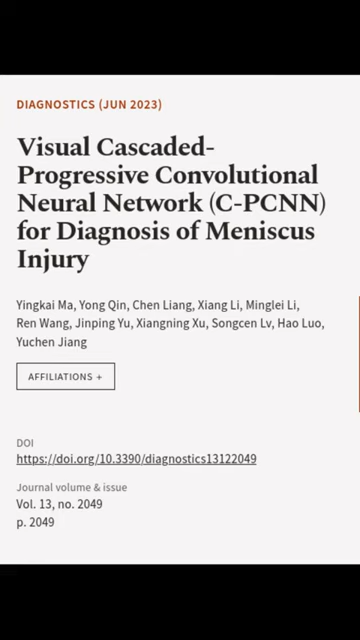 DIAGNOSTICS (JUN 2023)
Visual Cascaded-
Progressive Convolutional
Neural Network (C-PCNN)
for Diagnosis of Meniscus
Injury
Yingkai Ma, Yong Qin, Chen Liang, Xiang Li, Minglei Li,
Ren Wang, Jinping Yu, Xiangning Xu, Songcen Lv, Hao Luo,
Yuchen Jiang
AFFILIATIONS +
DOI
https://doi.org/10.3390/diagnostics13122049
Journal volume & issue
Vol. 13, no. 2049
p. 2049